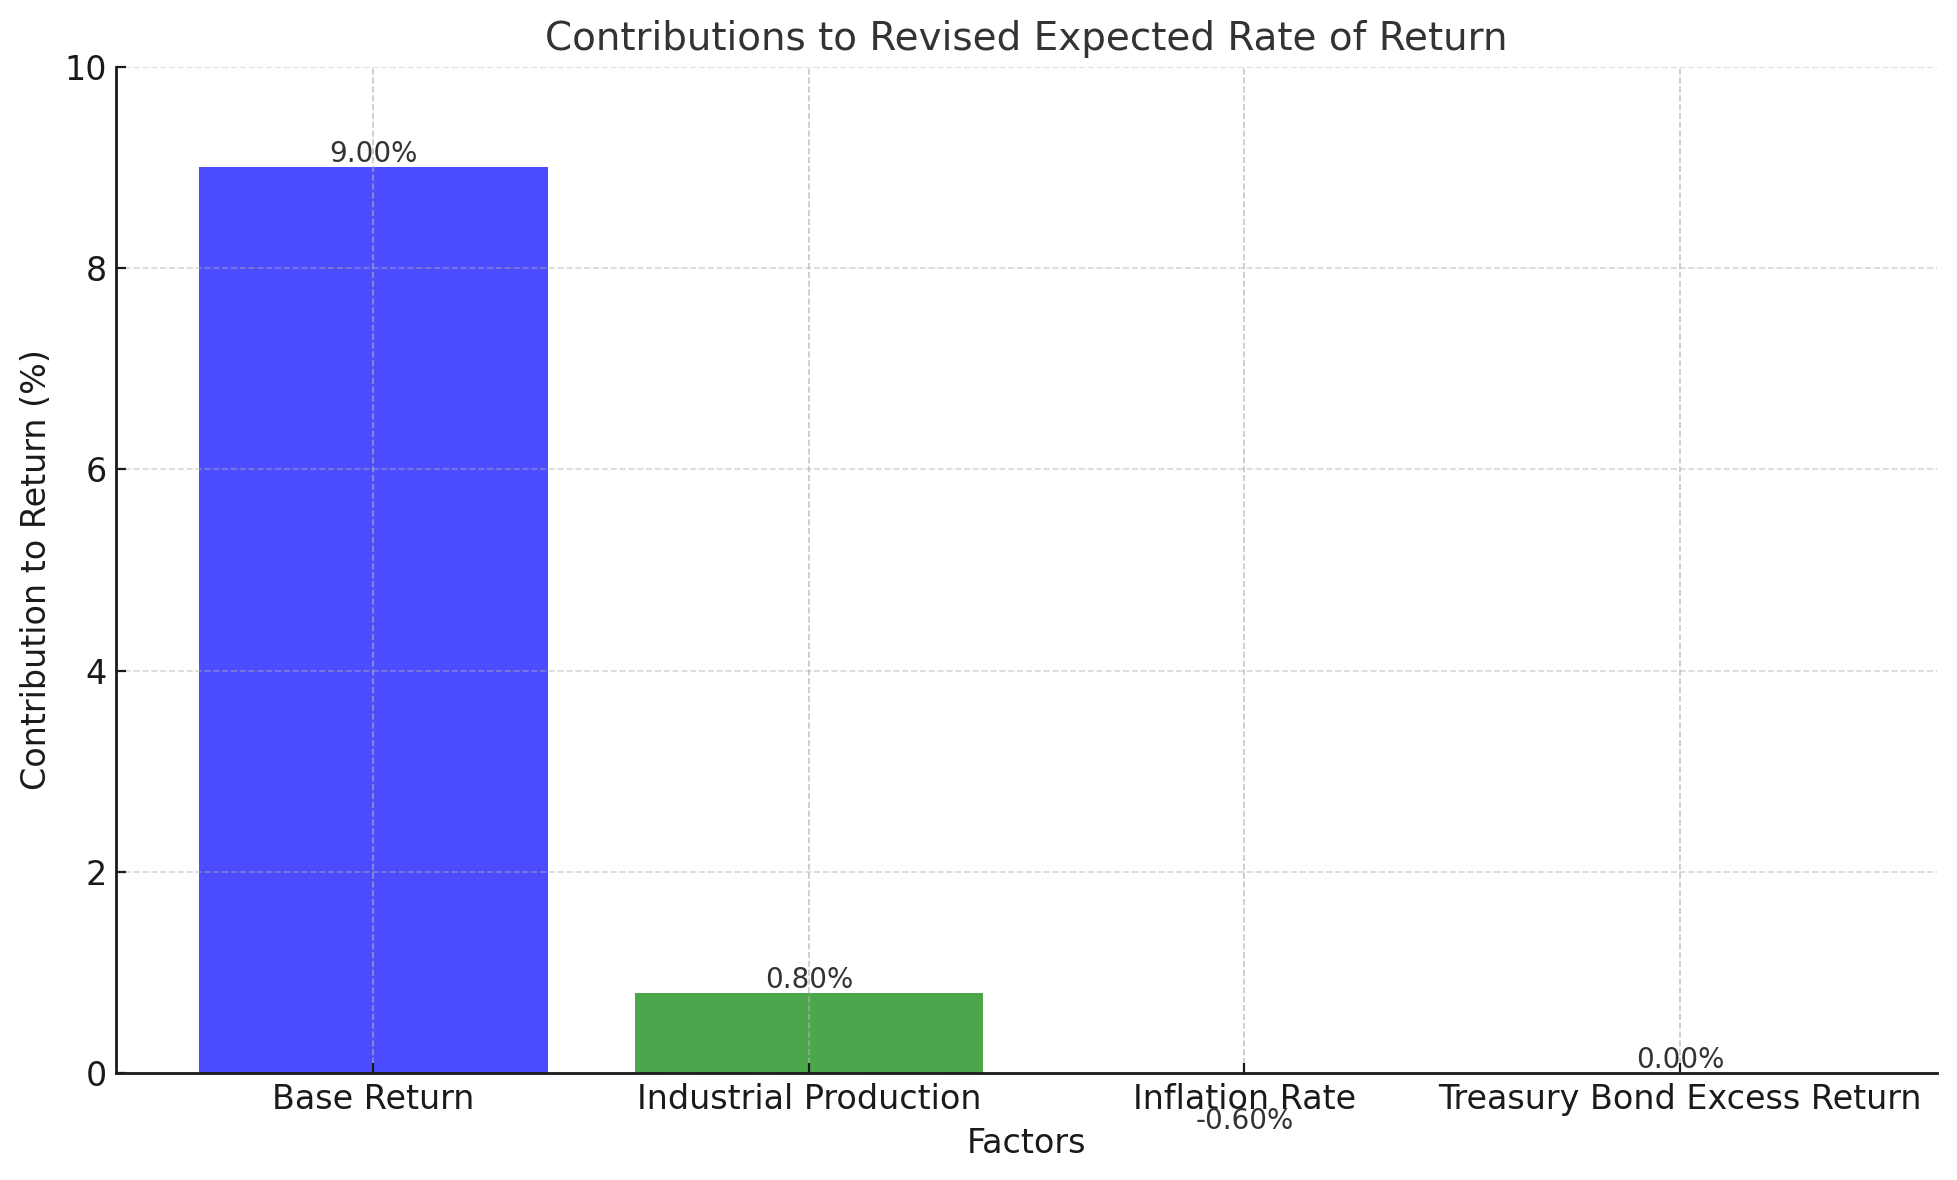 Contributions to Revised Expected Rate of Return
Contribution to Return (%)
10
8
6
4
2
0
9.00%
0.80%
-0.60%
0.00%
Base Return
Industrial Production
Inflation Rate
Treasury Bond Excess Return
Factors